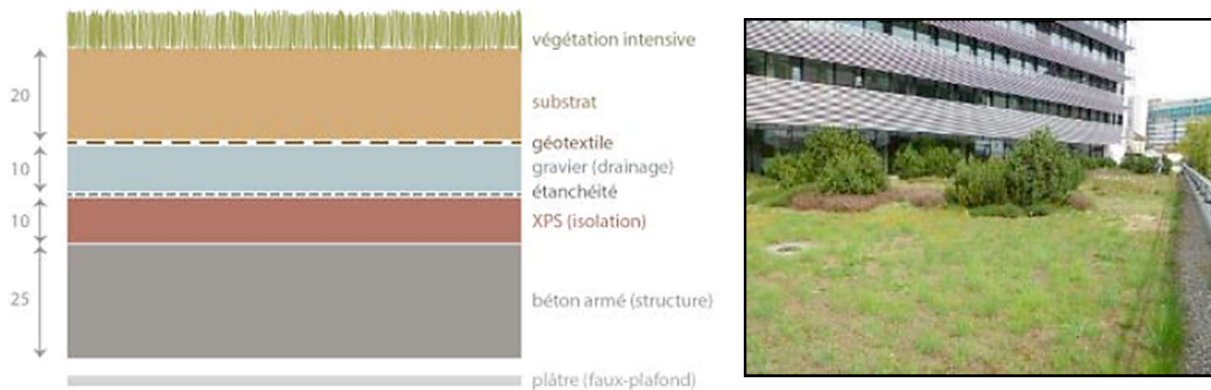 végétation intensive
20
substrat
géotextile
10
gravier (drainage)
étanchéité
10
XPS (isolation)
25
béton armé (structure)
plâtre (faux-plafond)